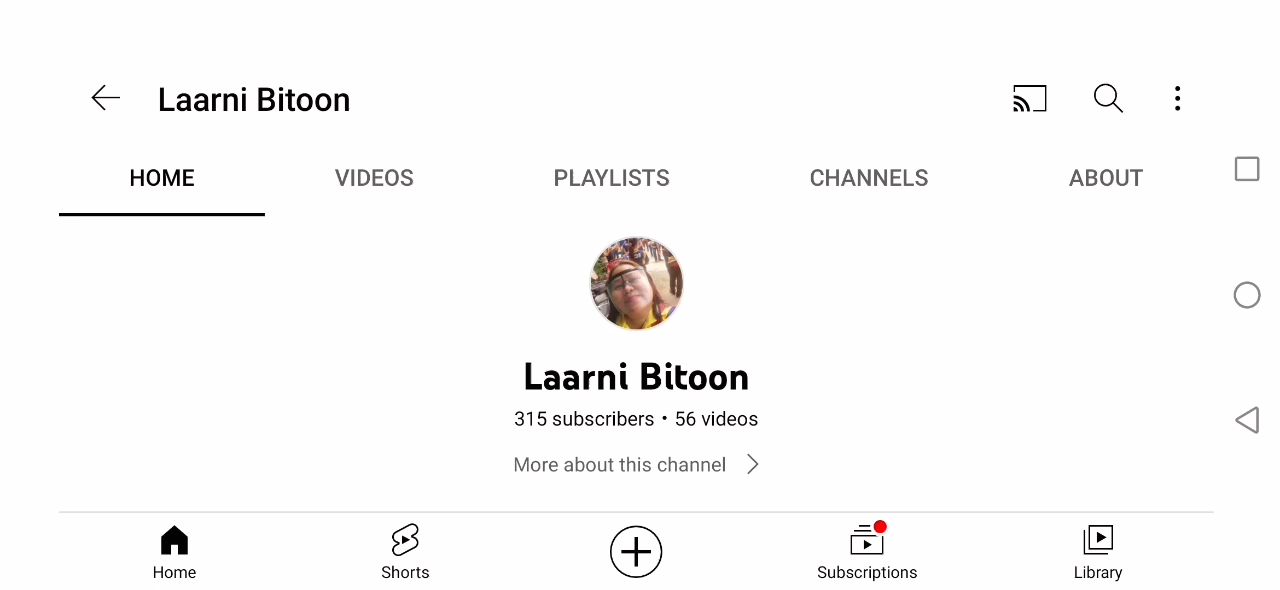 Laarni Bitoon
HOME VIDEOS PLAYLISTS CHANNELS ABOUT
Laarni Bitoon
315 subscribers • 56 videos
More about this channel
Home Shorts Subscriptions Library